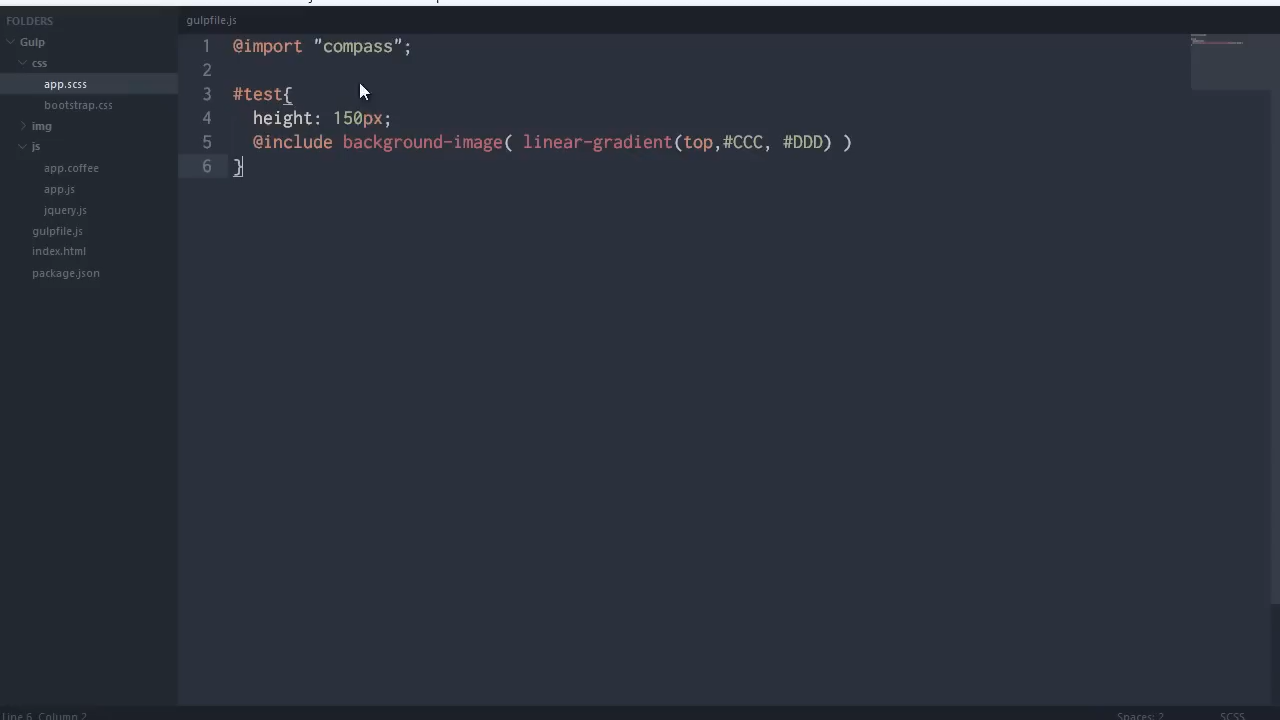 FOLDERS
Gulp
css
app.scss
bootstrap.css
img
js
app.coffee
app.js
jquery.js
gulpfile.js
index.html
package.json
gulpfile.js
1 @import "compass";
2
3 #test{
4 height: 150px;
5 @include background-image( linear-gradient(top,#CCC, #DDD) )
6 }
Line 6, Column 2
Spaces: 2
SCSS